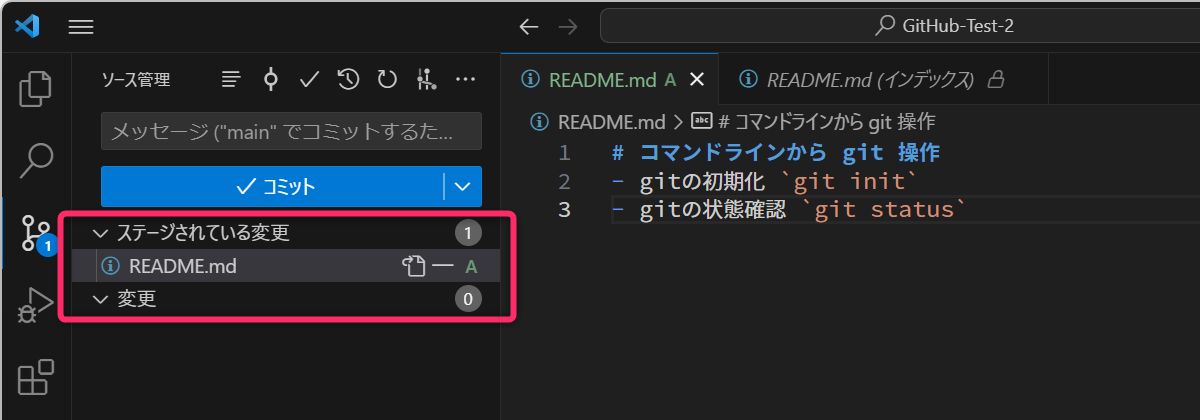 GitHub-Test-2
ソース管理
メッセージ ("main" でコミットするた...
コミット
ステージされている変更 1
README.md A
変更 0
1
README.md A
README.md (インデックス)
README.md > # コマンドラインから git 操作
1 # コマンドラインから git 操作
2 - gitの初期化 `git init`
3 - gitの状態確認 `git status`